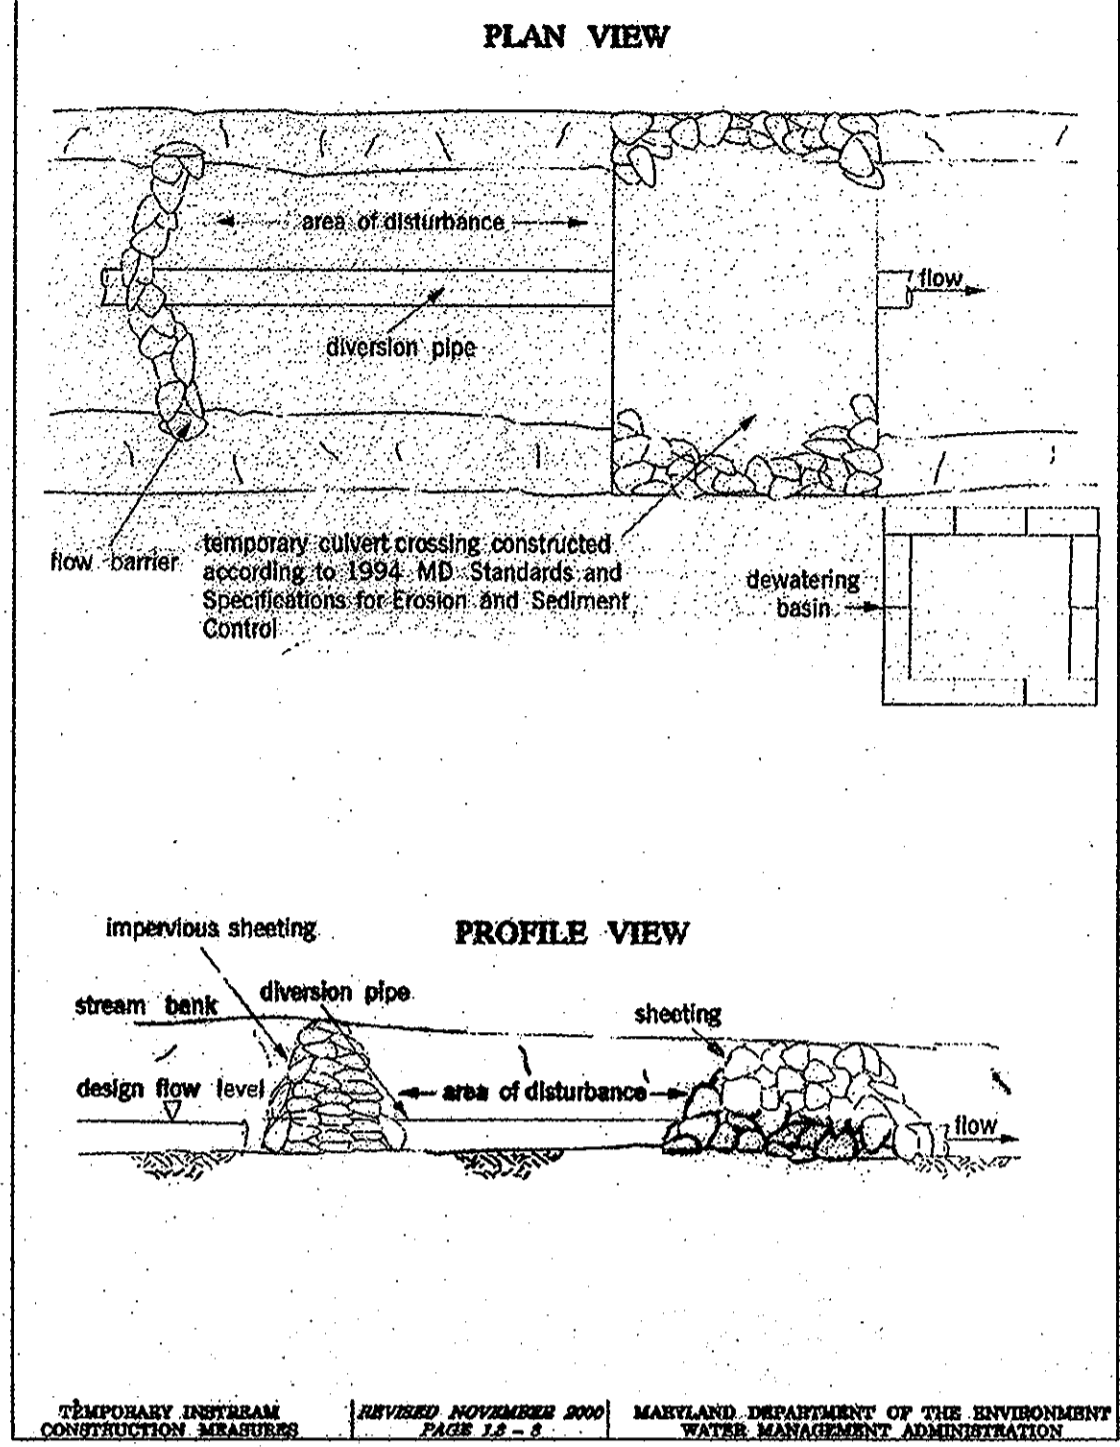 PLAN VIEW
area of disturbance
flow
diversion pipe
flow barrier
temporary culvert crossing constructed
according to 1994 MD Standards and
Specifications for Erosion and Sediment
Control
dewatering
basin
impervious sheeting
PROFILE VIEW
stream bank
diversion pipe
sheeting
design flow level
area of disturbance
flow
TEMPORARY INSTREAM
CONSTRUCTION MEASURES
REVISED NOVEMBER 2000
PAGE 1.3 - 
MARYLAND DEPARTMENT OF THE ENVIRONMENT
WATER MANAGEMENT ADMINISTRATION